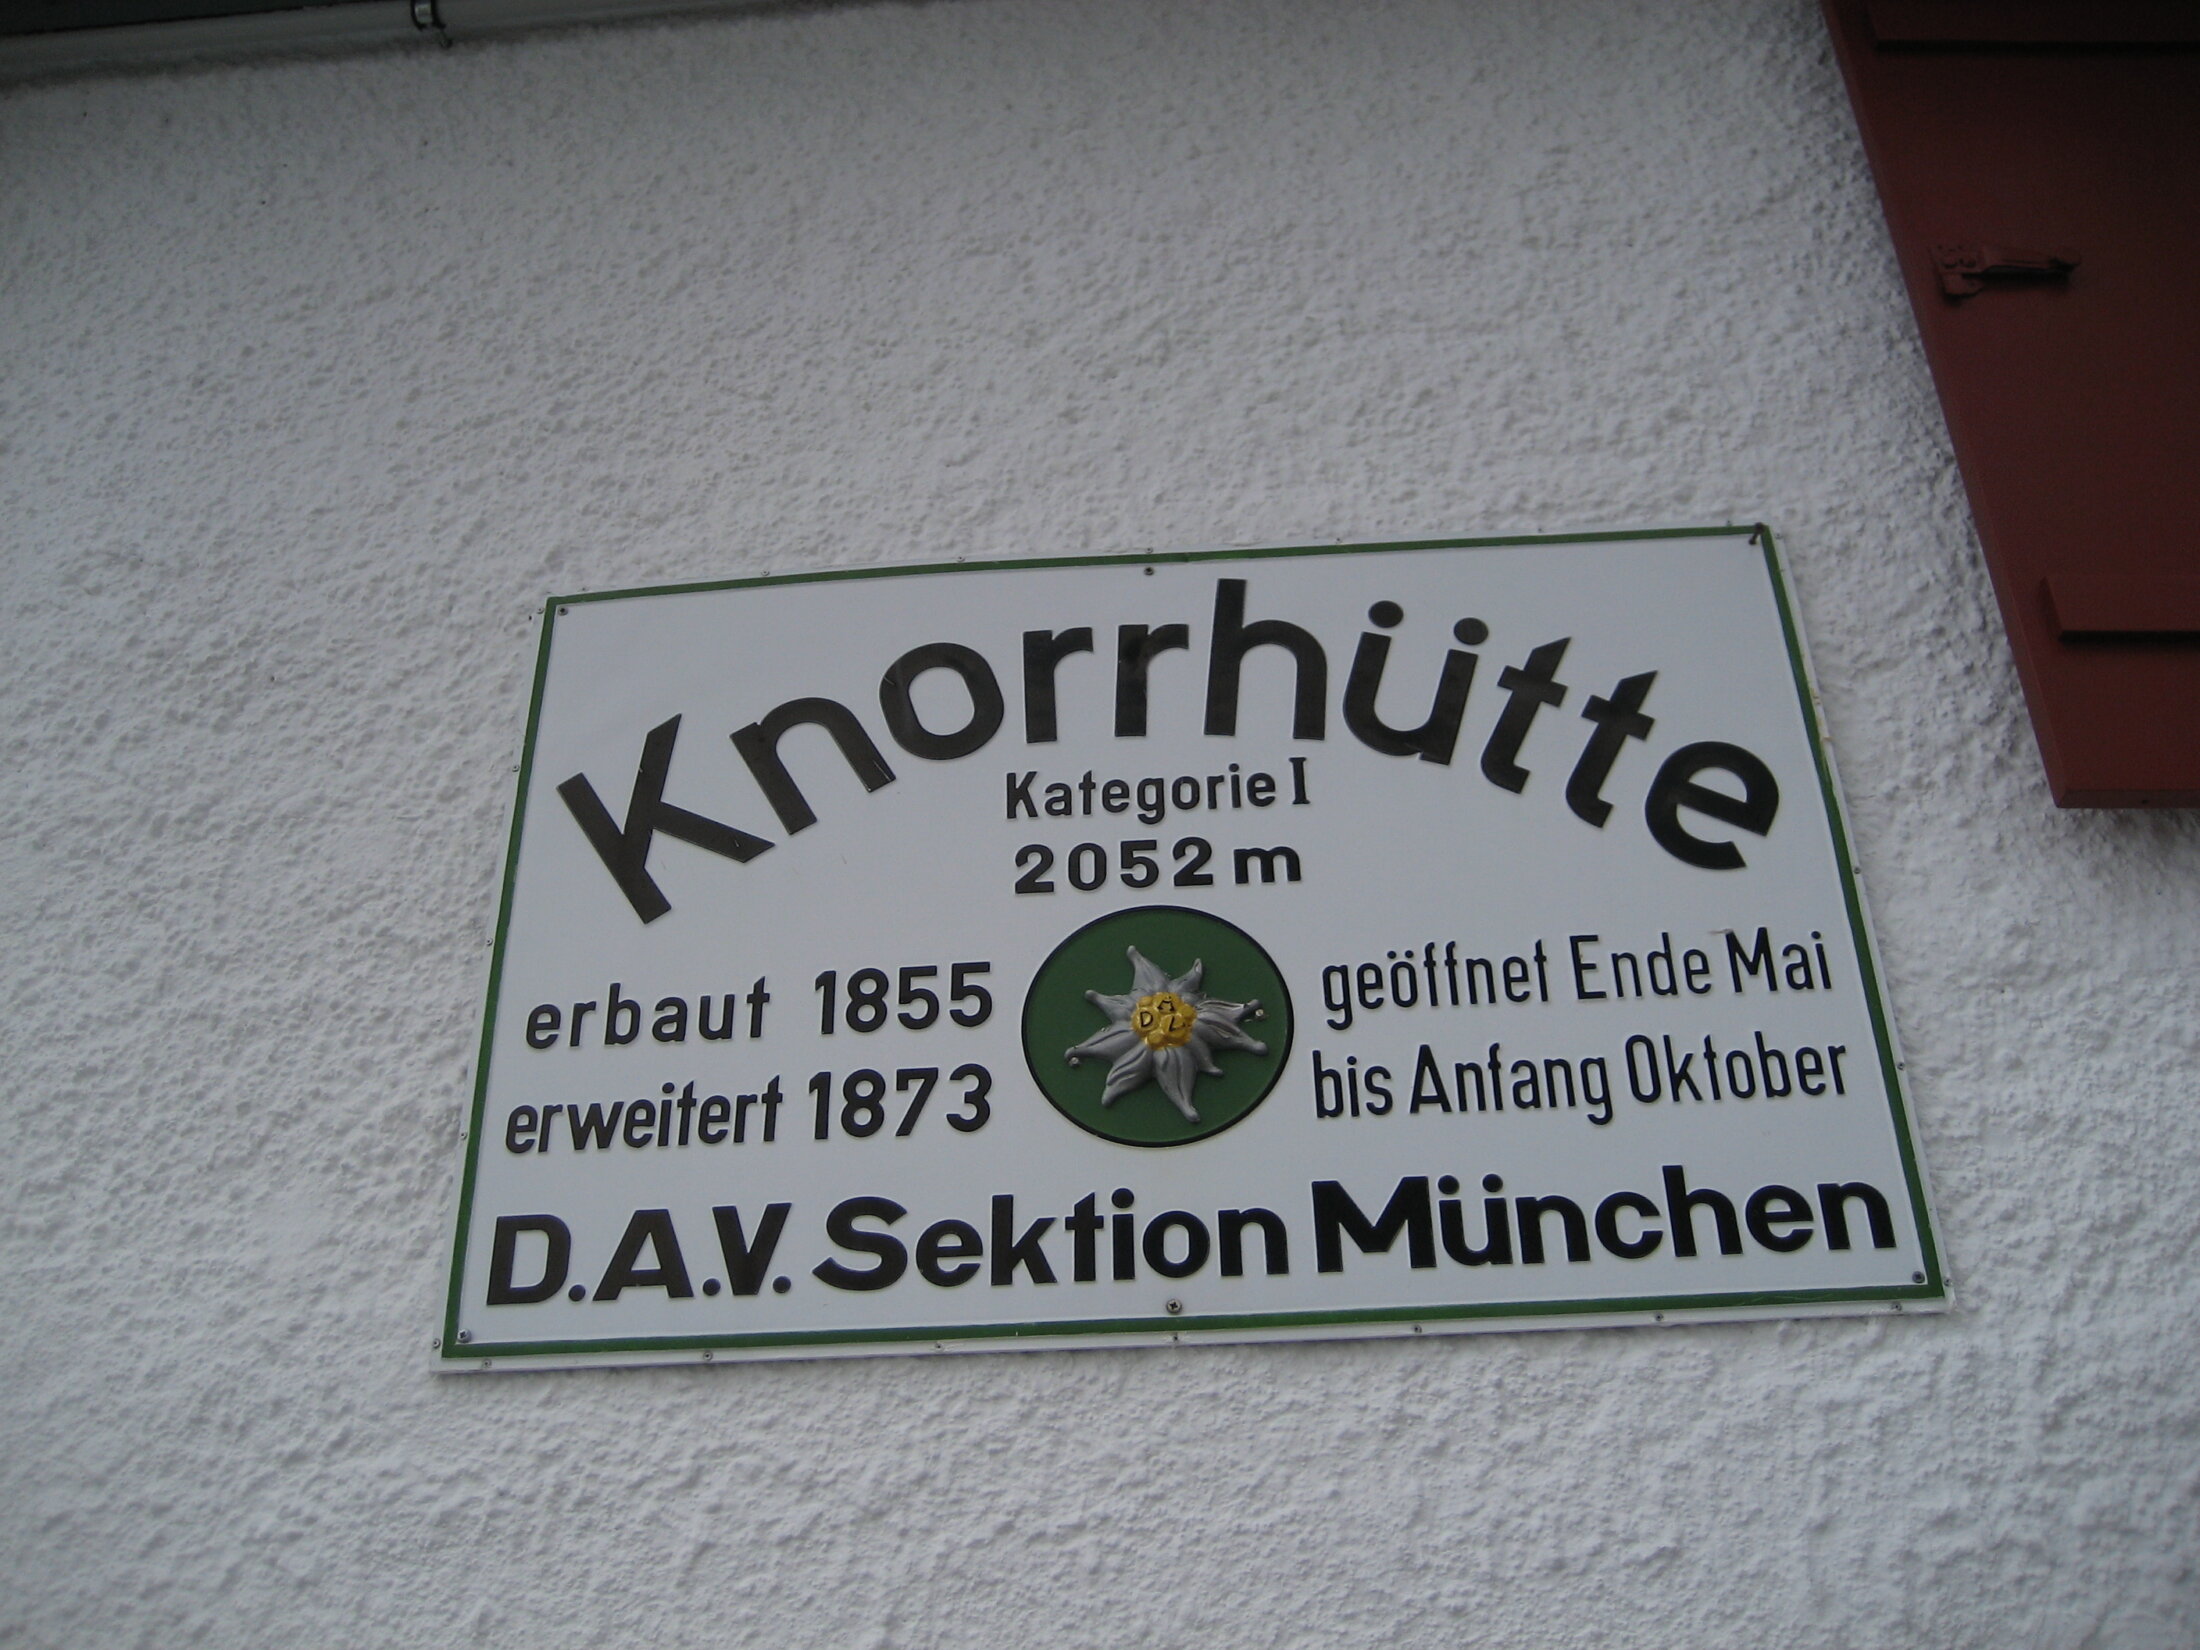 Knorrhütte
Kategorie I
2052 m
erbaut 1855
erweitert 1873
D.A.V.
geöffnet Ende Mai
bis Anfang Oktober
D.A.V. Sektion München